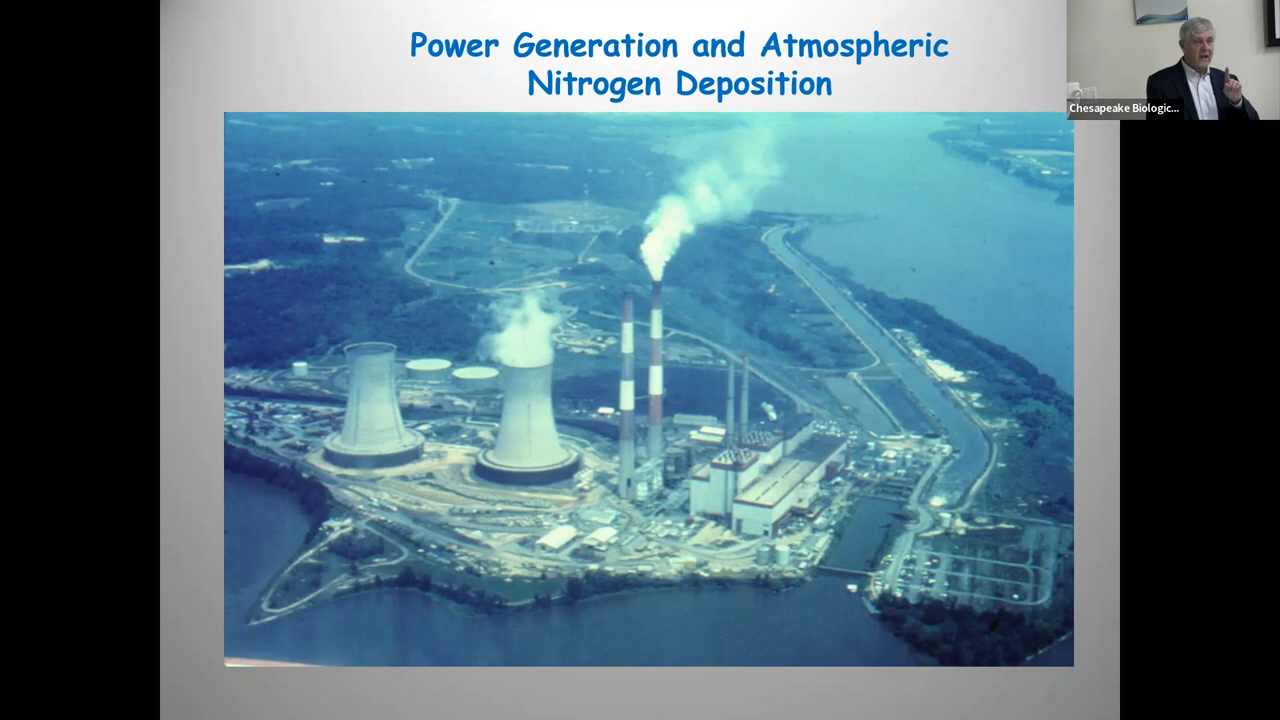 Power Generation and Atmospheric
Nitrogen Deposition
Chesapeake Biologic...